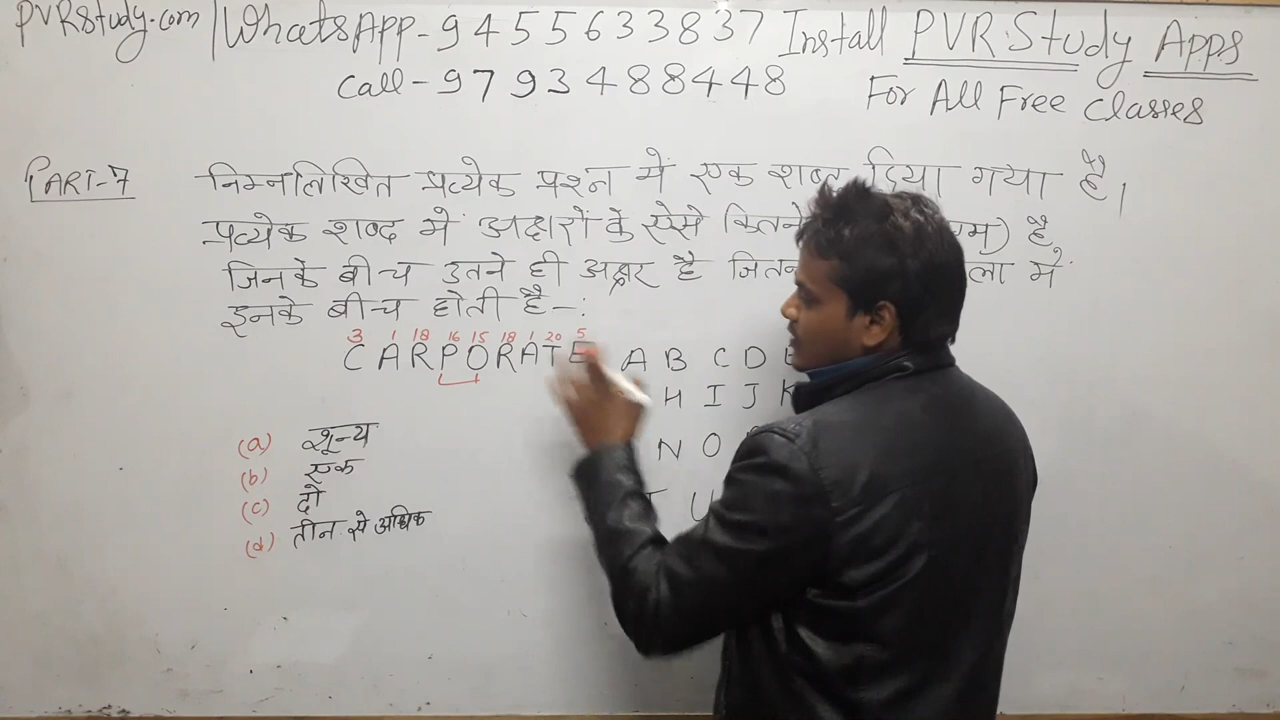 PVRStudy.com | WhatsApp - 9455633837 Install PVR Study Apps
Call - 9793488448 For All Free Classes
PART-7 निम्नलिखित प्रत्येक प्रश्न में एक शब्द दिया गया है।
प्रत्येक शब्द में अक्षरों के ऐसे कितने है,
जिनके बीच उतने ही अक्षर है में
इनके बीच होती है-:
3 1 18 16 15 18 1 20 5
C A R P O R A T E A B C D
H I J K
N O
U
(a) शून्य
(b) एक
(c) दो
(d) तीन से अधिक